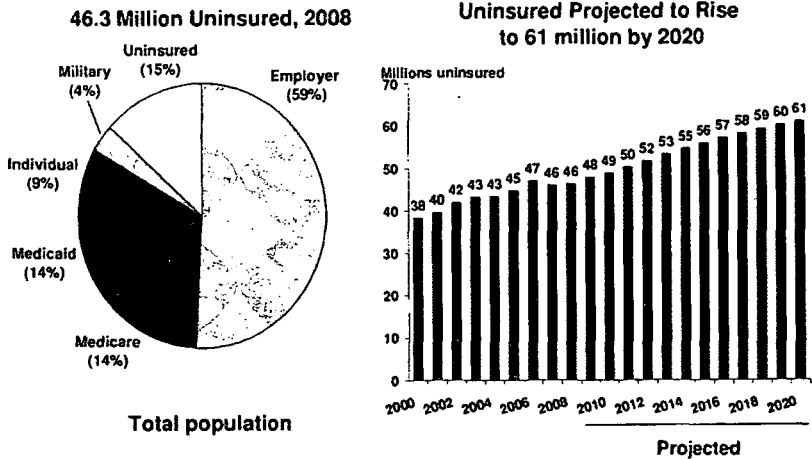 46.3 Million Uninsured, 2008
Uninsured
(15%)
Military
(4%)
Employer
(59%)
Individual
(9%)
Medicaid
(14%)
Medicare
(14%)
Total population
Uninsured Projected to Rise
to 61 million by 2020
Millions uninsured
70
60
50
40
30
20
10
0
38 40 42 43 43 45 47 46 46 48 49 50 52 53 55 56 57 58 59 60 61
2000 2002 2004 2006 2008 2010 2012 2014 2016 2018 2020
Projected